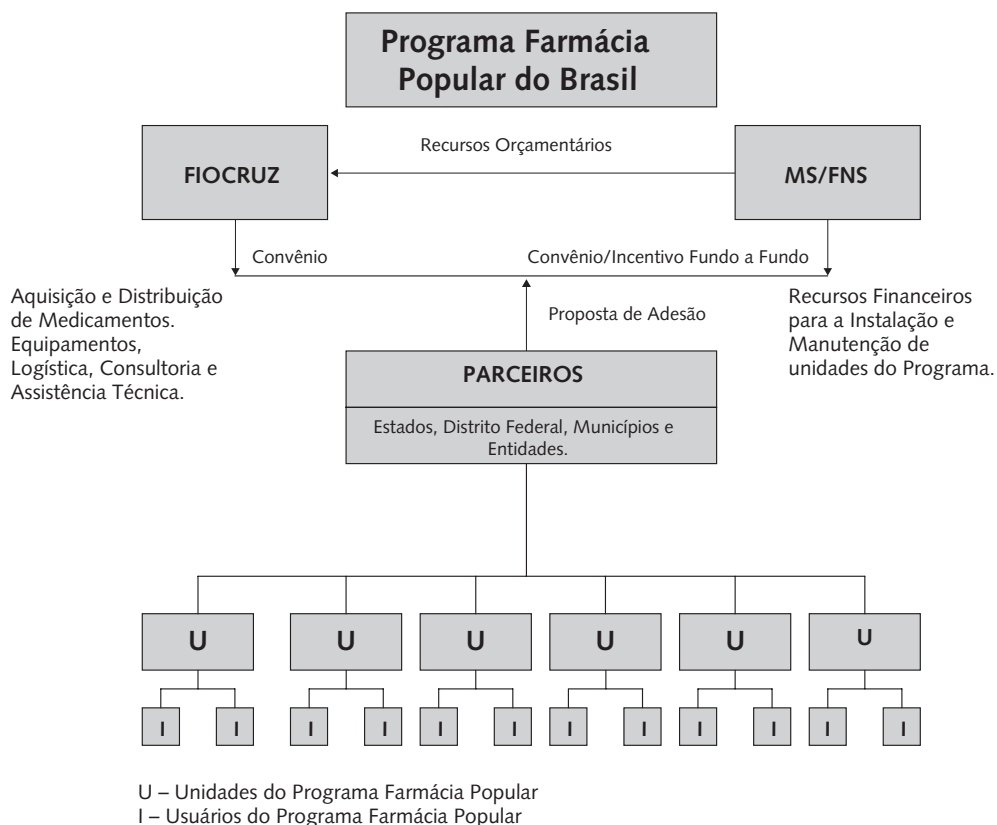 Programa Farmácia
Popular do Brasil
Recursos Orçamentários
FIOCRUZ
MS/FNS
Convênio
Convênio/Incentivo Fundo a Fundo
Aquisição e Distribuição
de Medicamentos.
Equipamentos,
Logística, Consultoria e
Assistência Técnica.
Proposta de Adesão
Recursos Financeiros
para a Instalação e
Manutenção de
unidades do Programa.
PARCEIROS
Estados, Distrito Federal, Municípios e
Entidades.
U U U U U U
I I I I I I I I I I I I
U – Unidades do Programa Farmácia Popular
I – Usuários do Programa Farmácia Popular